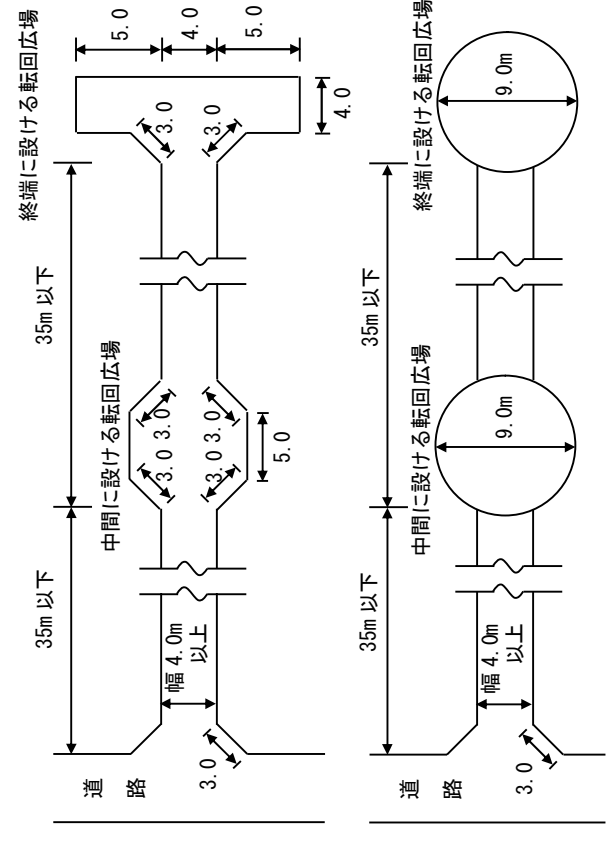 終端に設ける転回広場
5.0
4.0
5.0
3.0
3.0
4.0
35m 以下
中間に設ける転回広場
3.0
3.0
3.0
3.0
5.0
35m 以下
幅 4.0m
以上
道
路
3.0
終端に設ける転回広場
9.0m
35m 以下
中間に設ける転回広場
9.0m
35m 以下
幅 4.0m
以上
道
路
3.0